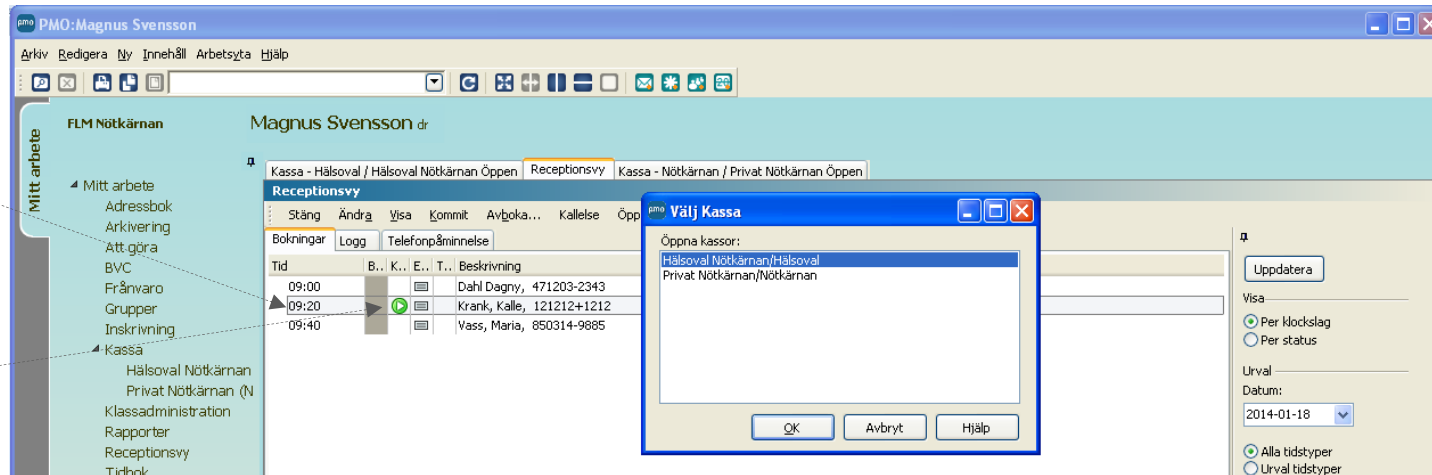 PMO:Magnus Svensson
Arkiv Redigera Ny Innehåll Arbetsyta Hjälp
Mitt arbete
FLM Nötkärnan
Magnus Svensson dr
Kassa - Hälsoval / Hälsoval Nötkärnan Öppen Receptionsvy Kassa - Nötkärnan / Privat Nötkärnan Öppen
Mitt arbete
Adressbok
Arkivering
Att göra
BVC
Frånvaro
Grupper
Inskrivning
Kassa
Hälsoval Nötkärnan
Privat Nötkärnan (N
Klassadministration
Rapporter
Receptionsvy
Tidbok
Receptionsvy
Stäng Ändra Visa Kommit Avboka... Kallelse Öpp
Bokningar Logg Telefonpåminnelse
Tid B.. K.. E.. T.. Beskrivning
09:00 Dahl Dagny, 471203-2343
09:20 Krank, Kalle, 121212+1212
09:40 Vass, Maria, 850314-9885
pmo Välj Kassa
Öppna kassor:
Hälsoval Nötkärnan/Hälsoval
Privat Nötkärnan/Nötkärnan
OK Avbryt Hjälp
Uppdatera
Visa
Per klockslag
Per status
Urval
Datum:
2014-01-18
Alla tidstyper
Urval tidstyper